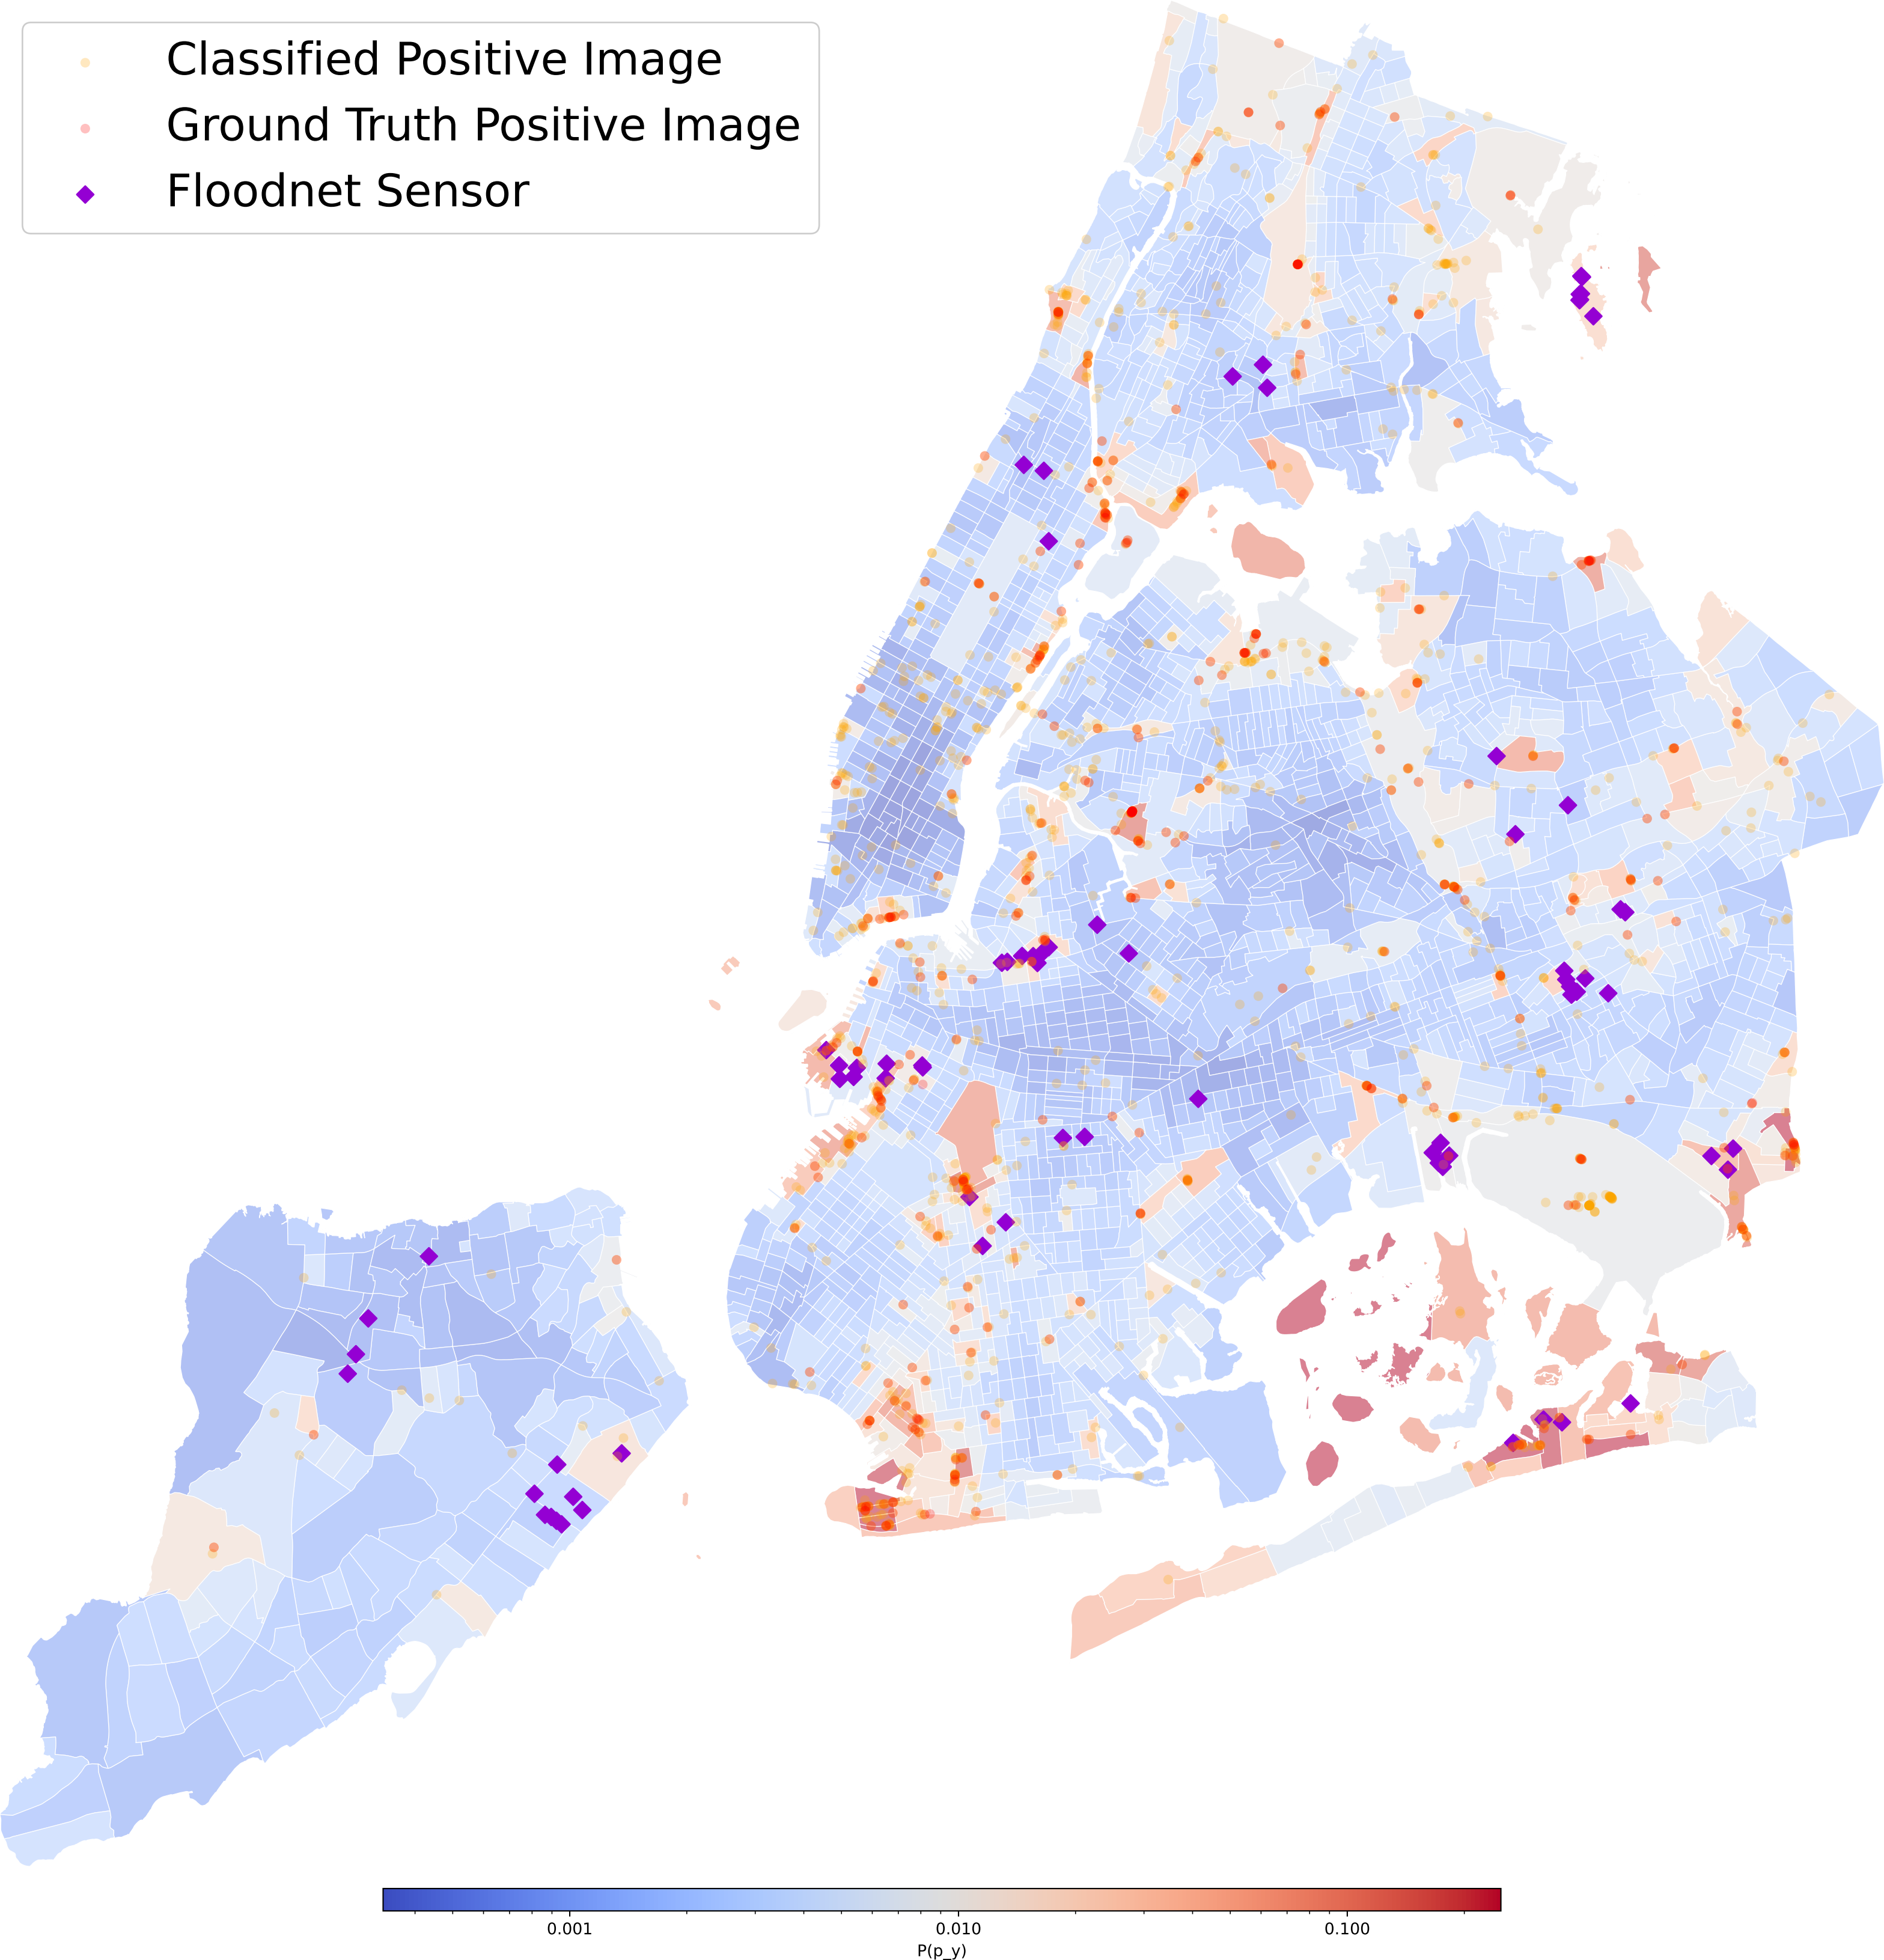 Classified Positive Image
Ground Truth Positive Image
Floodnet Sensor
0.001 0.010 0.100
P(p_y)